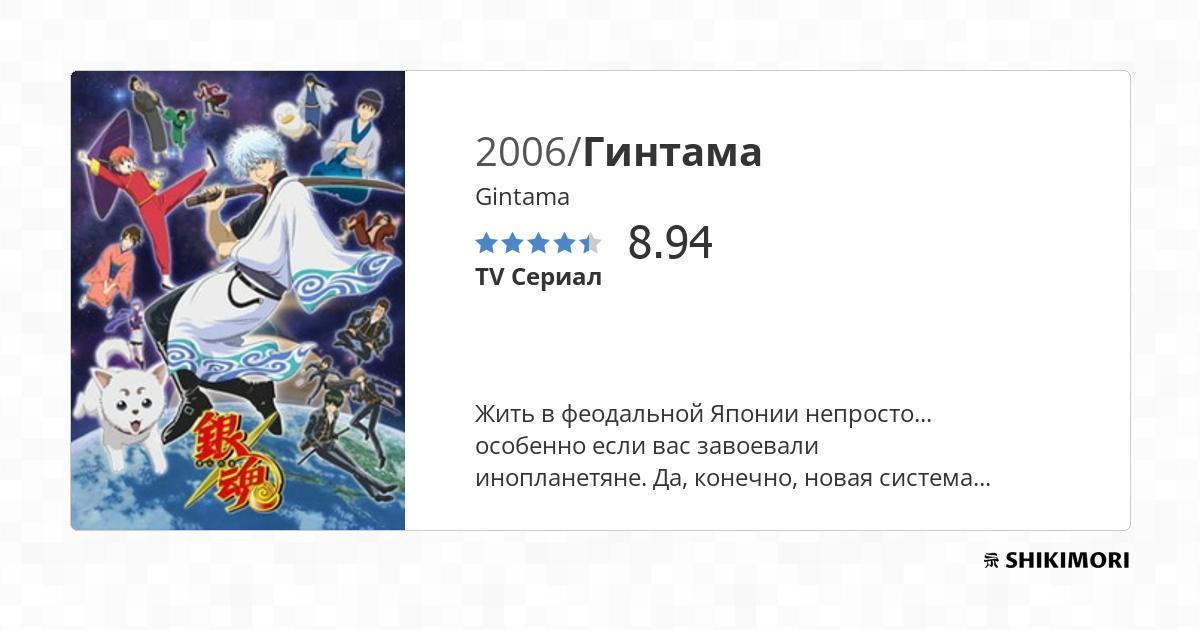 銀魂
2006/Гинтама
Gintama
8.94
TV Сериал
Жить в феодальной Японии непросто...
особенно если вас завоевали
инопланетяне. Да, конечно, новая система...
SHIKIMORI